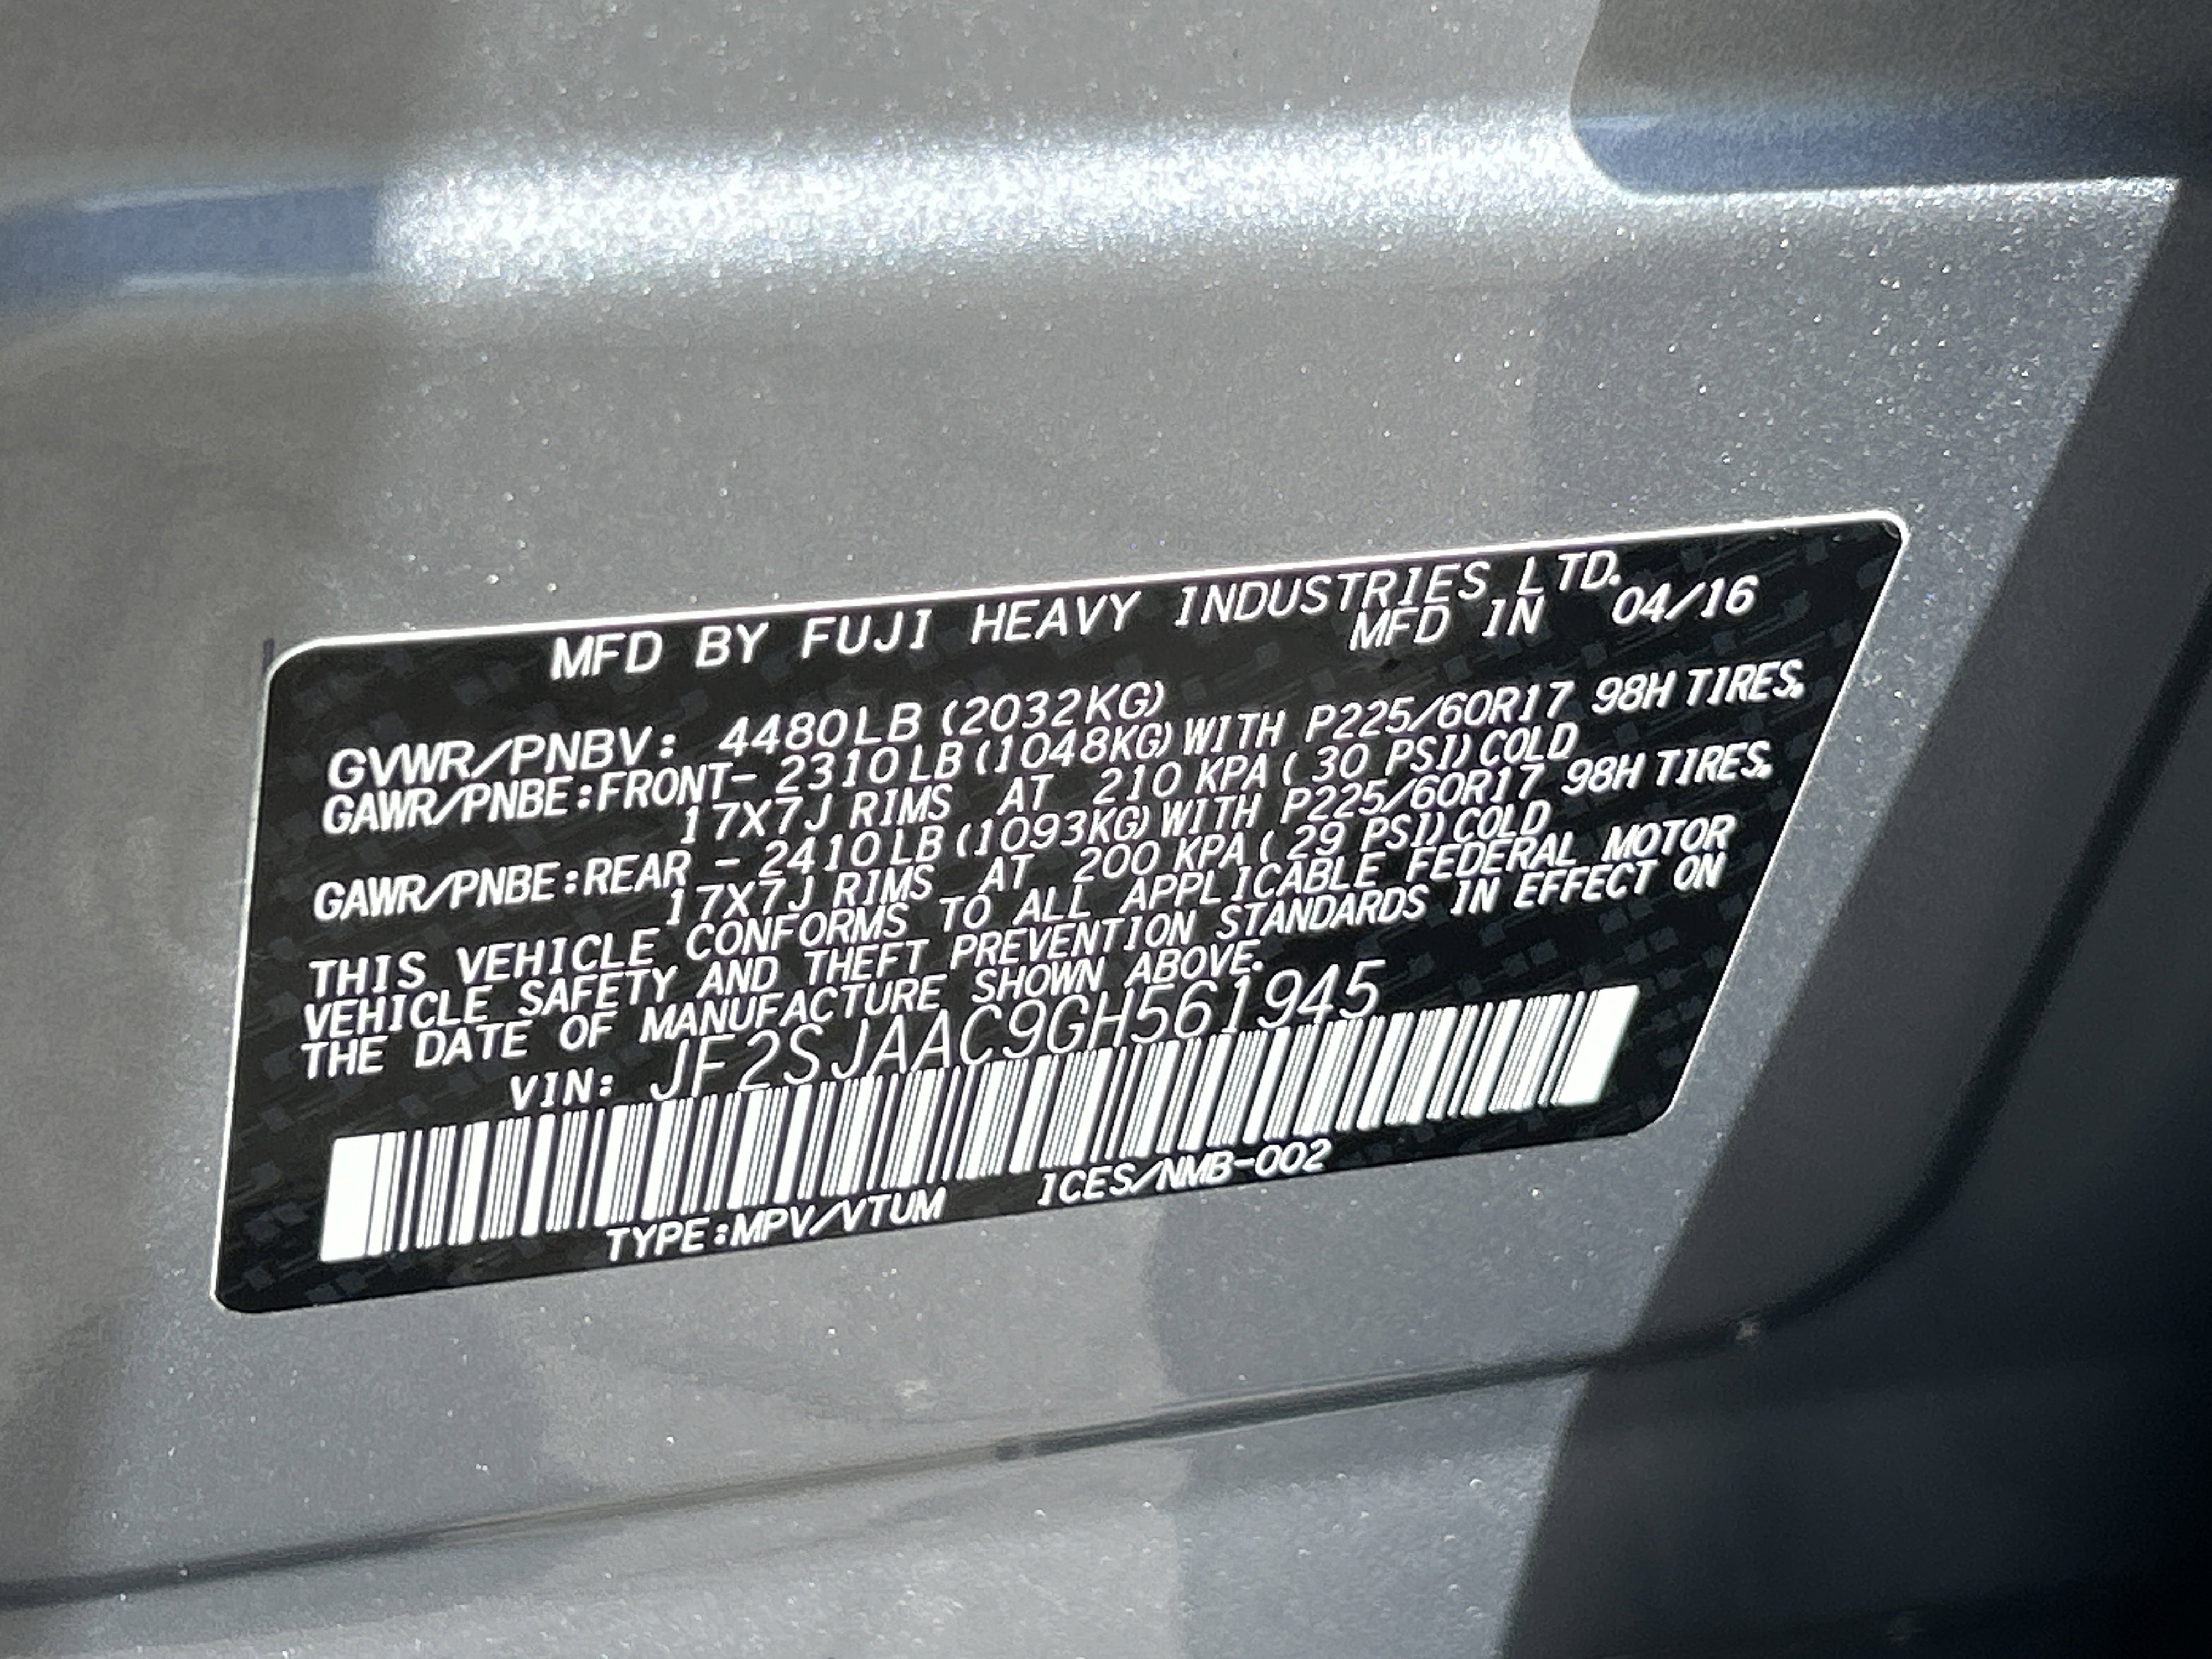 MFD BY FUJI HEAVY INDUSTRIES LTD.
MFD IN 04/16
GVWR/PNBV: 4480LB (2032KG)
GAWR/PNBE:FRONT- 2310LB (1048KG) WITH P225/60R17 98H TIRES.
17X7J RIMS AT 210 KPA ( 30 PSI) COLD
GAWR/PNBE:REAR - 2410LB (1093KG) WITH P225/60R17 98H TIRES.
17X7J RIMS AT 200 KPA ( 29 PSI) COLD
THIS VEHICLE CONFORMS TO ALL APPLICABLE FEDERAL MOTOR
VEHICLE SAFETY AND THEFT PREVENTION STANDARDS IN EFFECT ON
THE DATE OF MANUFACTURE SHOWN ABOVE.
VIN: JF2SJAAC9GH561945
TYPE:MPV/VTUM ICES/NMB-002